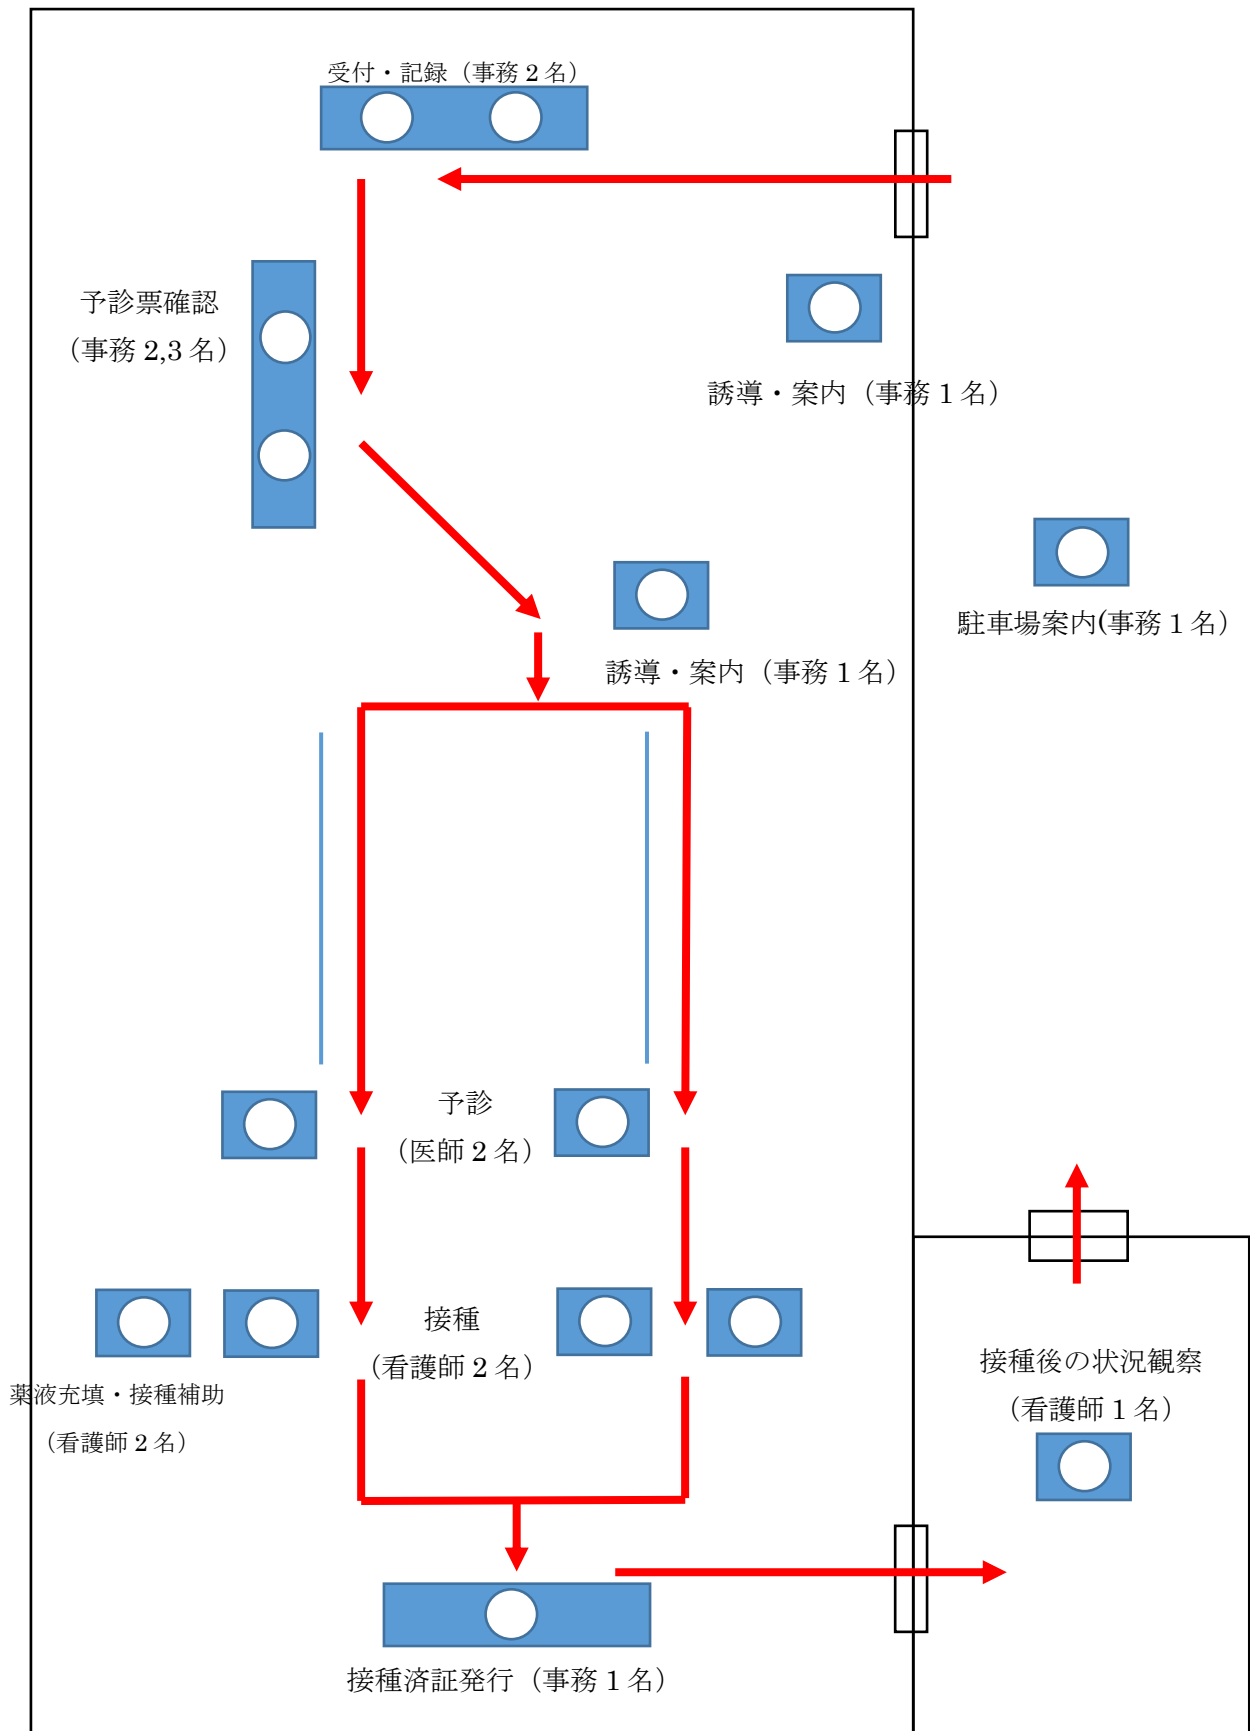 受付・記録（事務 2 名）
予診票確認
（事務 2,3 名）
誘導・案内（事務 1 名）
駐車場案内(事務 1 名）
誘導・案内（事務 1 名）
予診
（医師 2 名）
接種
（看護師 2 名）
薬液充填・接種補助
（看護師 2 名）
接種後の状況観察
（看護師 1 名）
接種済証発行（事務 1 名）